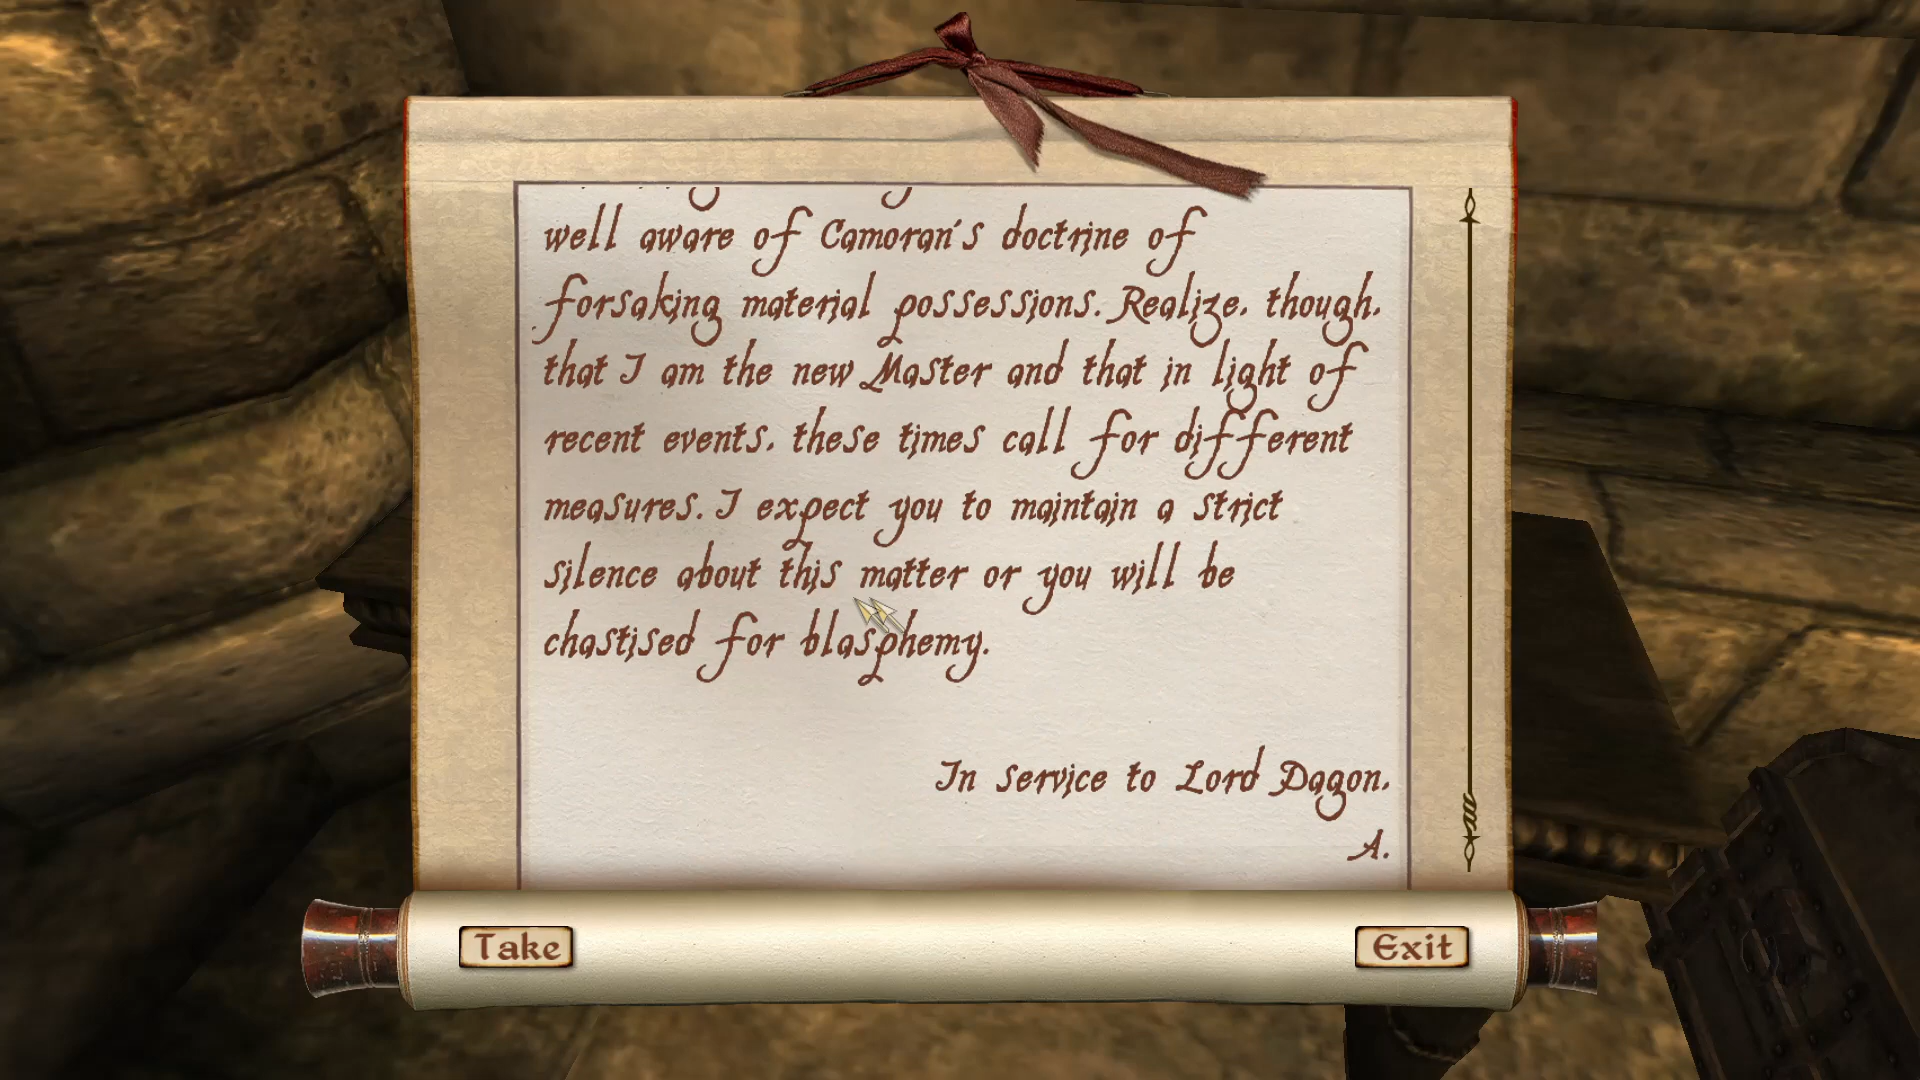 well aware of Camoran's doctrine of
forsaking material possessions. Realize, though,
that I am the new Master and that in light of
recent events, these times call for different
measures. I expect you to maintain a strict
silence about this matter or you will be
chastised for blasphemy.
In service to Lord Dagon,
A.
Take
Exit